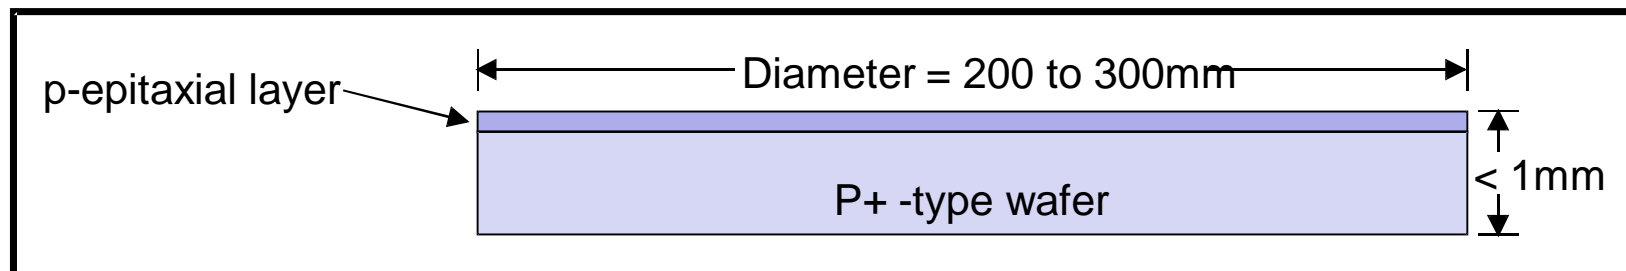 Diameter = 200 to 300mm
p-epitaxial layer
< 1mm
P+ -type wafer